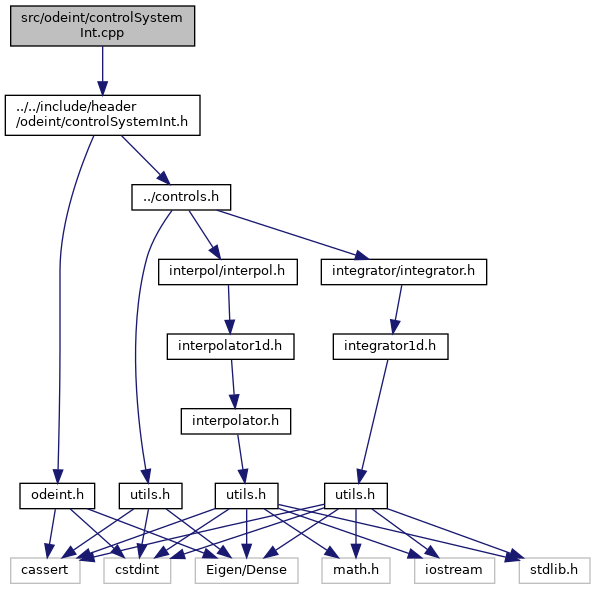 src/odeint/controlSystem
Int.cpp
../../include/header
/odeint/controlSystemInt.h
../controls.h
interpol/interpol.h
integrator/integrator.h
interpolator1d.h
integrator1d.h
interpolator.h
odeint.h
utils.h
utils.h
utils.h
cassert
cstdint
Eigen/Dense
math.h
iostream
stdlib.h